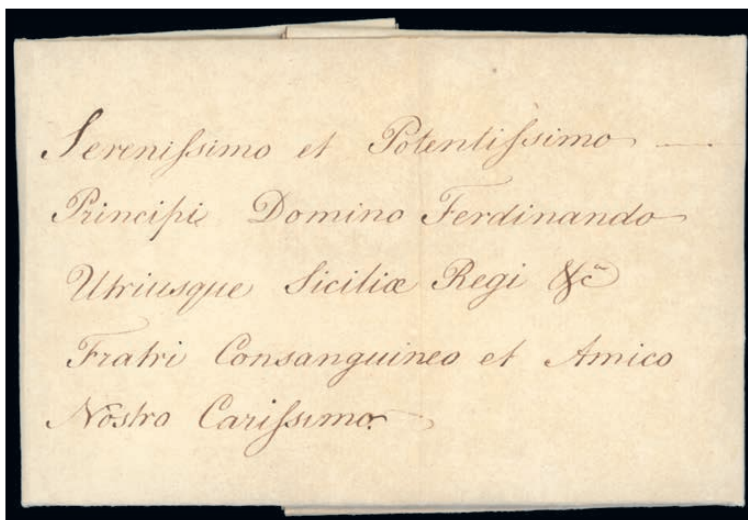 Sereniſsimo et Potentiſsimo
Principi Domino Ferdinando
Utriusque Siciliæ Regi &c
Fratri Consanguineo et Amico
Nostro Cariſsimo.